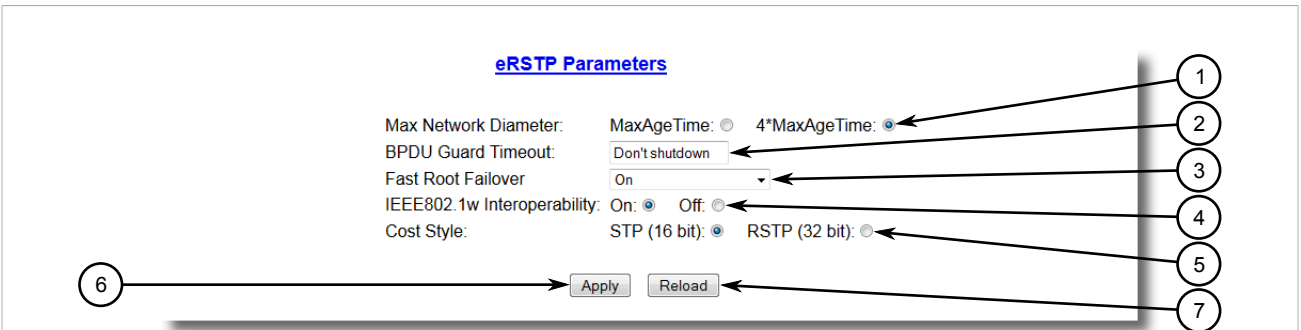 eRSTP Parameters
1
Max Network Diameter: MaxAgeTime: 4*MaxAgeTime:
2
BPDU Guard Timeout: Don't shutdown
3
Fast Root Failover On
IEEE802.1w Interoperability: On: Off:
4
Cost Style: STP (16 bit): RSTP (32 bit):
5
6 Apply Reload
7